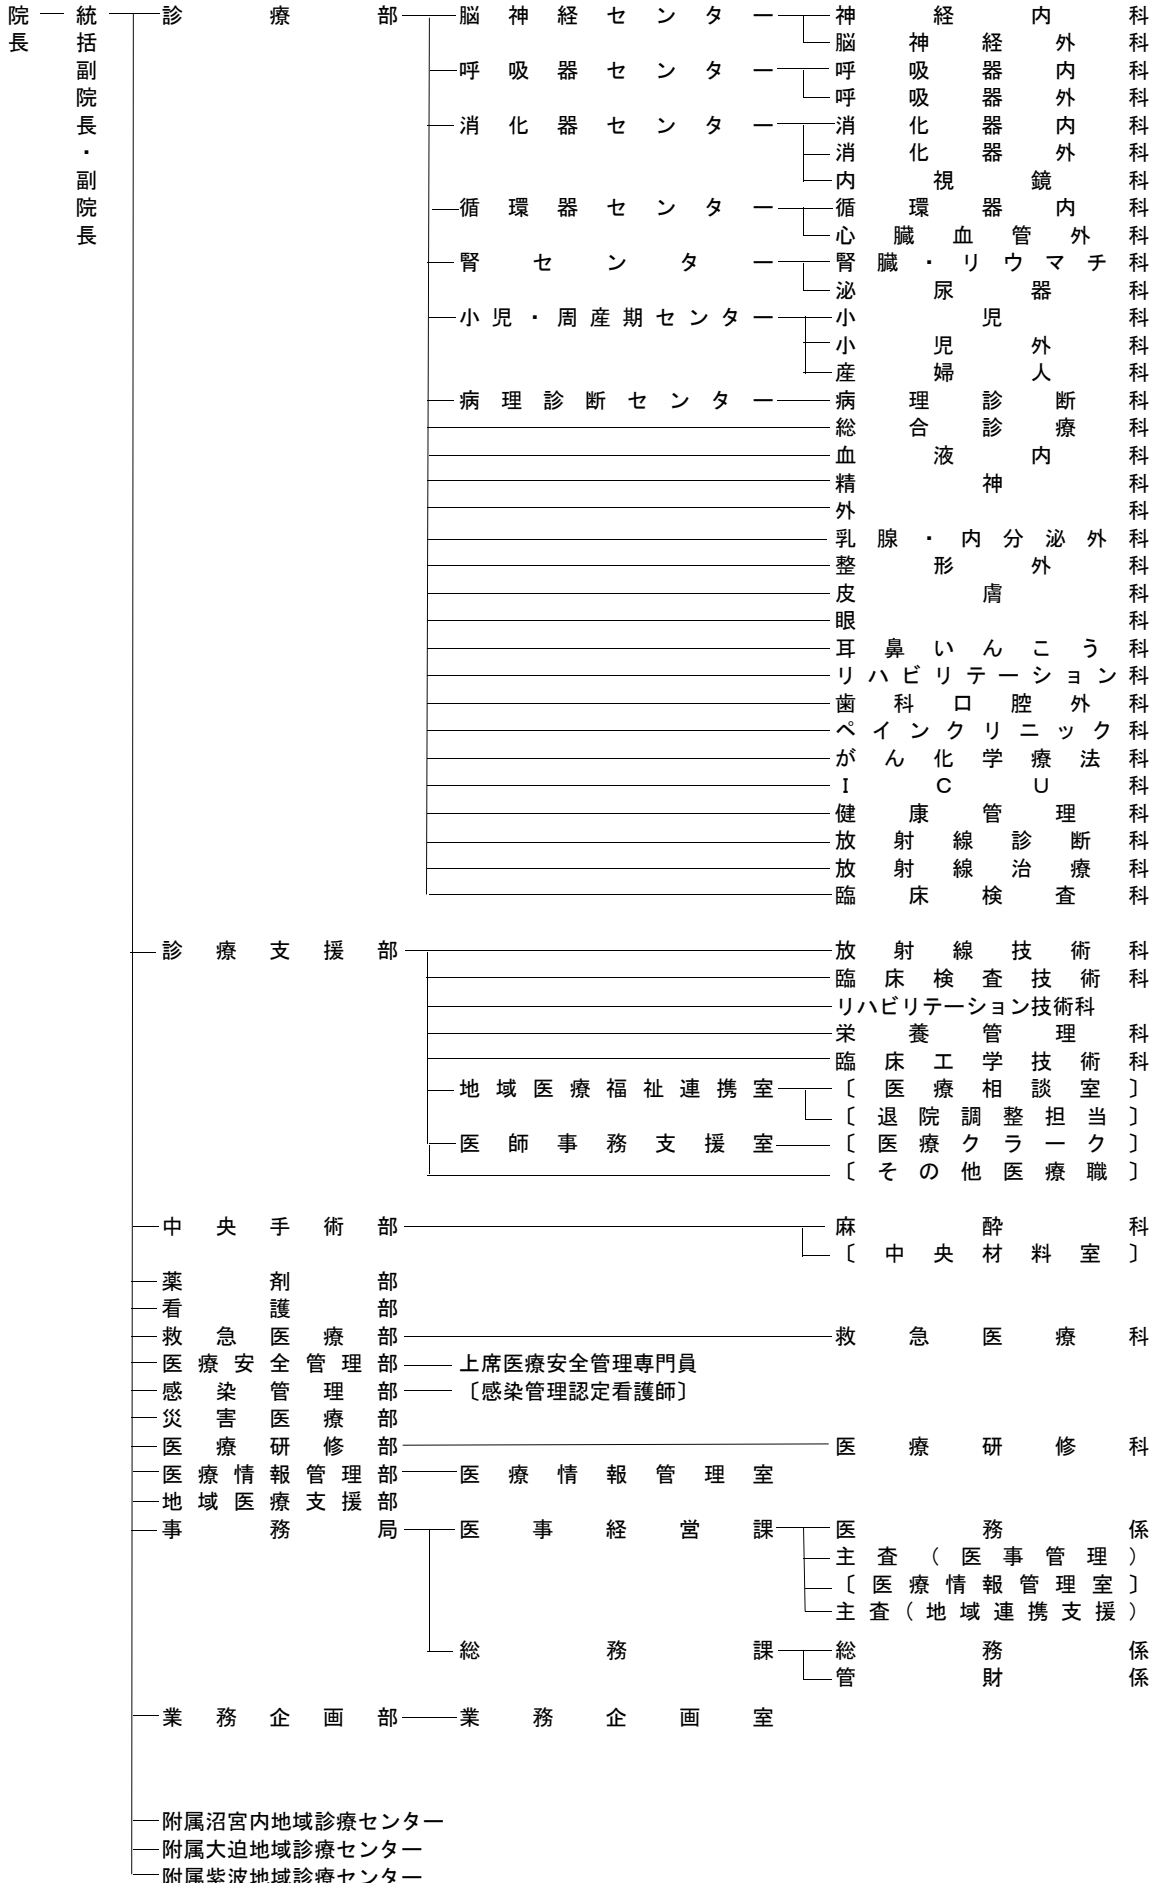 院長
統括副院長・副院長
診療部 脳神経センター 神経内科
脳神経外科
呼吸器センター 呼吸器内科
呼吸器外科
消化器センター 消化器内科
消化器外科
内視鏡科
循環器センター 循環器内科
心臓血管外科
腎センター 腎臓・リウマチ科
泌尿器科
小児・周産期センター 小児科
小児外科
産婦人科
病理診断センター 病理診断科
総合診療科
血液内科
精神科
外科
乳腺・内分泌外科
整形外科
皮膚科
眼科
耳鼻いんこう科
リハビリテーション科
歯科口腔外科
ペインクリニック科
がん化学療法科
ICU科
健康管理科
放射線診断科
放射線治療科
臨床検査科
診療支援部 放射線技術科
臨床検査技術科
リハビリテーション技術科
栄養管理科
臨床工学技術科
地域医療福祉連携室 〔医療相談室〕
〔退院調整担当〕
医師事務支援室 〔医療クラーク〕
〔その他医療職〕
中央手術部 麻酔科
〔中央材料室〕
薬剤部
看護部
救急医療部 救急医療科
医療安全管理部 上席医療安全管理専門員
感染管理部 〔感染管理認定看護師〕
災害医療部
医療研修部 医療研修科
医療情報管理部 医療情報管理室
地域医療支援部
事務局 医事経営課 医務係
主査(医事管理)
〔医療情報管理室〕
主査(地域連携支援)
総務課 総務係
管財係
業務企画部 業務企画室
附属沼宮内地域診療センター
附属大迫地域診療センター
附属紫波地域診療センター